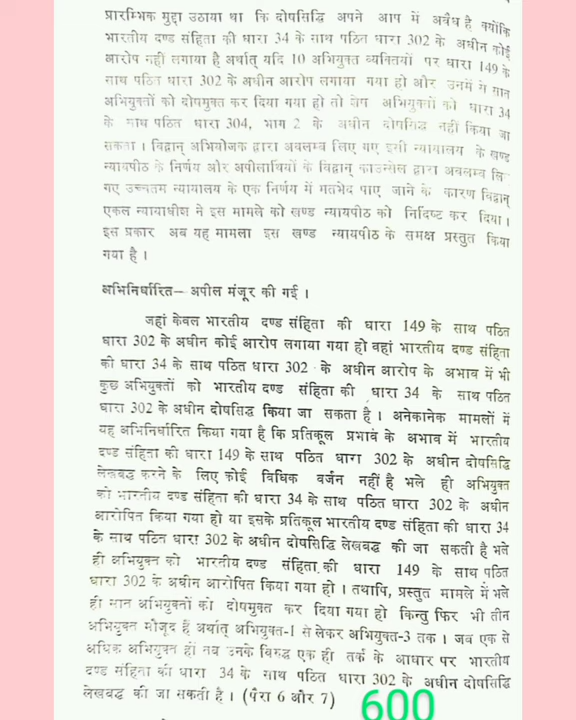 प्रारम्भिक मुद्दा उठाया था कि दोषसिद्धि अपने आप में अवैध है क्योंकि
भारतीय दण्ड संहिता की धारा 34 के साथ पठित धारा 302 के अधीन कोई
आरोप नहीं लगाया है अर्थात् यदि 10 अभियुक्त व्यक्तियों पर धारा 149 के
साथ पठित धारा 302 के अधीन आरोप लगाया गया हो और उनमें से सात
अभियुक्तों को दोषमुक्त कर दिया गया हो तो शेष अभियुक्तों को धारा 34
के साथ पठित धारा 304, भाग 2 के अधीन दोषसिद्ध नहीं किया जा
सकता । विद्वान् अभियोजक द्वारा अवलम्ब लिए गए इसी न्यायालय के खण्ड
न्यायपीठ के निर्णय और अपीलार्थियों के विद्वान् काउन्सेल द्वारा अवलम्ब लि
गए उच्चतम न्यायालय के एक निर्णय में मतभेद पाए जाने के कारण विद्वान्
एकल न्यायाधीश ने इस मामले को खण्ड न्यायपीठ को निर्दिष्ट कर दिया ।
इस प्रकार अब यह मामला इस खण्ड न्यायपीठ के समक्ष प्रस्तुत किया
गया है ।
अभिनिर्धारित— अपील मंजूर की गई ।
जहां केवल भारतीय दण्ड संहिता की धारा 149 के साथ पठित
धारा 302 के अधीन कोई आरोप लगाया गया हो वहां भारतीय दण्ड संहिता
की धारा 34 के साथ पठित धारा 302 के अधीन आरोप के अभाव में भी
कुछ अभियुक्तों को भारतीय दण्ड संहिता की धारा 34 के साथ पठित
धारा 302 के अधीन दोषसिद्ध किया जा सकता है । अनेकानेक मामलों में
यह अभिनिर्धारित किया गया है कि प्रतिकूल प्रभाव के अभाव में भारतीय
दण्ड संहिता की धारा 149 के साथ पठित धारा 302 के अधीन दोषसिद्धि
लेखबद्ध करने के लिए कोई विधिक वर्जन नहीं है भले ही अभियुक्त
को भारतीय दण्ड संहिता की धारा 34 के साथ पठित धारा 302 के अधीन
आरोपित किया गया हो या इसके प्रतिकूल भारतीय दण्ड संहिता की धारा 34
के साथ पठित धारा 302 के अधीन दोषसिद्धि लेखबद्ध की जा सकती है भले
ही अभियुक्त को भारतीय दण्ड संहिता की धारा 149 के साथ पठित
धारा 302 के अधीन आरोपित किया गया हो । तथापि, प्रस्तुत मामले में भले
ही सात अभियुक्तों को दोषमुक्त कर दिया गया हो किन्तु फिर भी तीन
अभियुक्त मौजूद हैं अर्थात् अभियुक्त-1 से लेकर अभियुक्त-3 तक । जब एक से
अधिक अभियुक्त हों तब उनके विरुद्ध एक ही तर्क के आधार पर भारतीय
दण्ड संहिता की धारा 34 के साथ पठित धारा 302 के अधीन दोषसिद्धि
लेखबद्ध की जा सकती है । (पैरा 6 और 7)
600